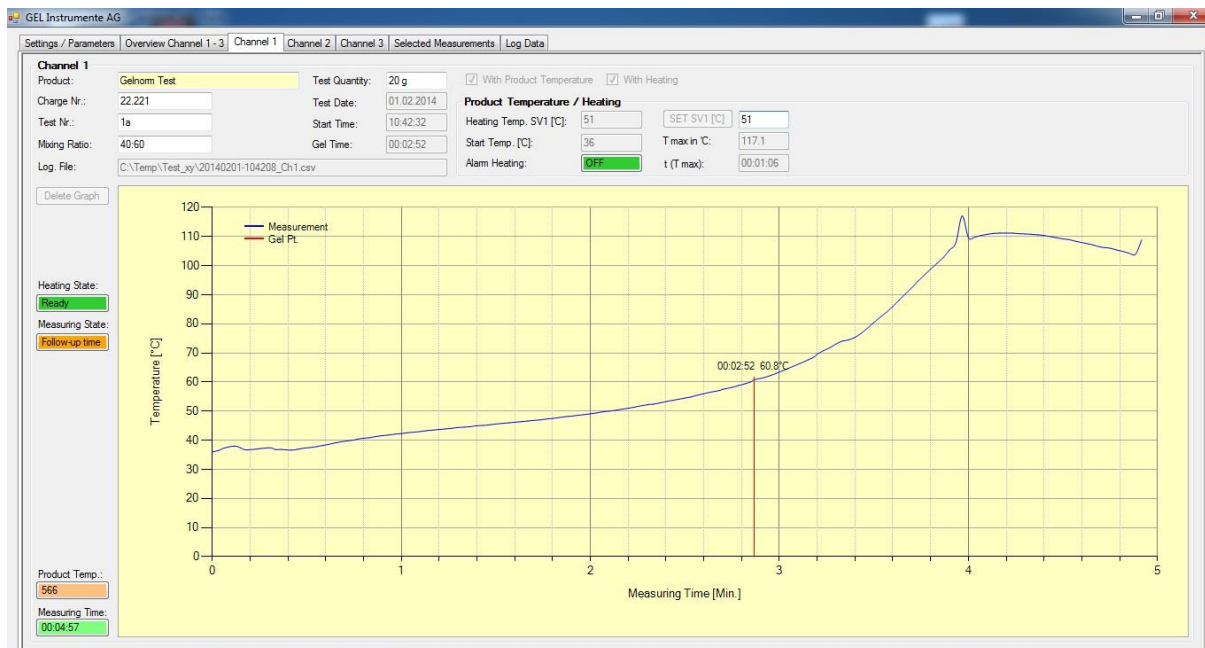 GEL Instrumente AG
Settings / Parameters Overview Channel 1 - 3 Channel 1 Channel 2 Channel 3 Selected Measurements Log Data
Channel 1
Product: Gelnorm Test Test Quantity: 20 g With Product Temperature With Heating
Charge Nr.: 22.221 Test Date: 01.02.2014 Product Temperature / Heating
Test Nr.: 1a Start Time: 10:42:32 Heating Temp. SV1 [°C]: 51 SET SV1 [°C] 51
Mixing Ratio: 40:60 Gel Time: 00:02:52 Start Temp. [°C]: 36 T max in °C: 117.1
Log. File: C:\Temp\Test_xy\20140201-104208_Ch1.csv Alarm Heating: OFF t (T max): 00:01:06
Delete Graph
120
Measurement
110
Gel Pt.
100
Heating State:
90
Ready
80
Measuring State:
Follow-up time
70
00:02:52 60.8°C
60
50
40
30
20
10
0
Temperature [°C]
0 1 2 3 4 5
Measuring Time [Min.]
Product Temp.:
566
Measuring Time:
00:04:57